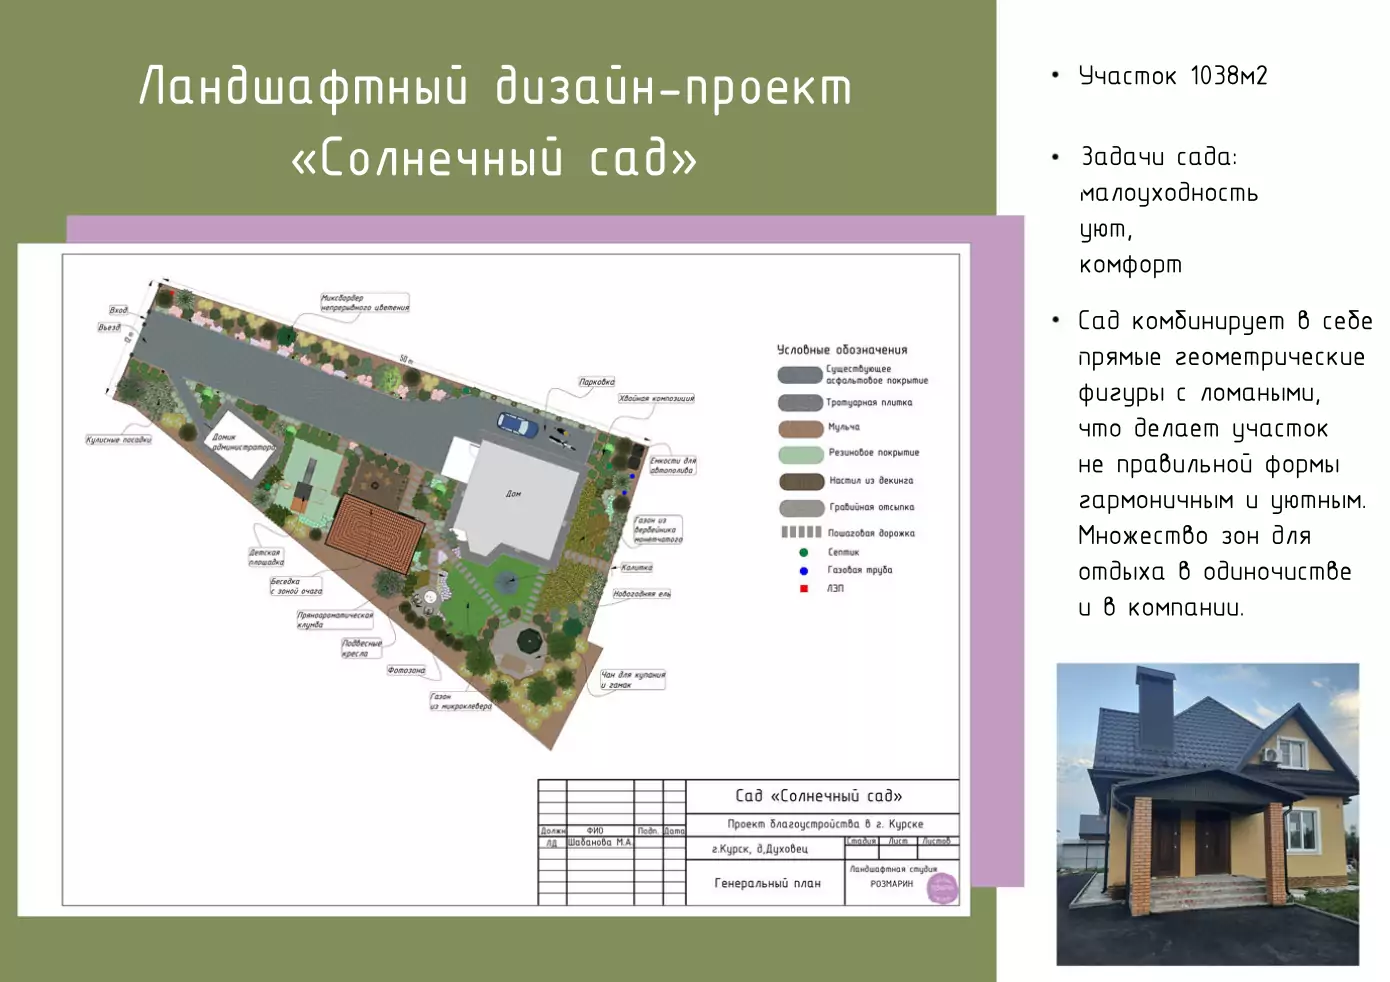 Ландшафтный дизайн-проект
«Солнечный сад»
Участок 1038м2
Задачи сада:
малоуходность
уют,
комфорт
Сад комбинирует в себе
прямые геометрические
фигуры с ломаными,
что делает участок
не правильной формы
гармоничным и уютным.
Множество зон для
отдыха в одиночистве
и в компании.
Миксбордер
непрерывного цветения
Вход
Въезд
50 m
Парковка
Хвойная композиция
Кулисные посадки
Домик
администратора
Дом
Емкости для
автополива
Газон из
вербейника
монетчатого
Калитка
Новогодняя ель
Детская
площадка
Беседка
с зоной очага
Пряноароматическая
клумба
Подвесные
кресла
Фотозона
Газон
из микроклевера
Чан для купания
и гамак
Условные обозначения
Существующее
асфальтовое покрытие
Тротуарная плитка
Мульча
Резиновое покрытие
Настил из декинга
Гравийная отсыпка
Пошаговая дорожка
Септик
Газовая труба
ЛЭП
Сад «Солнечный сад»
Проект благоустройства в г. Курске
Должн ФИО Подп. Дата
ЛД Шабанова М.А.
г.Курск, д,Духовец
Стадия Лист Листов
Генеральный план
Ландшафтная студия
РОЗМАРИН